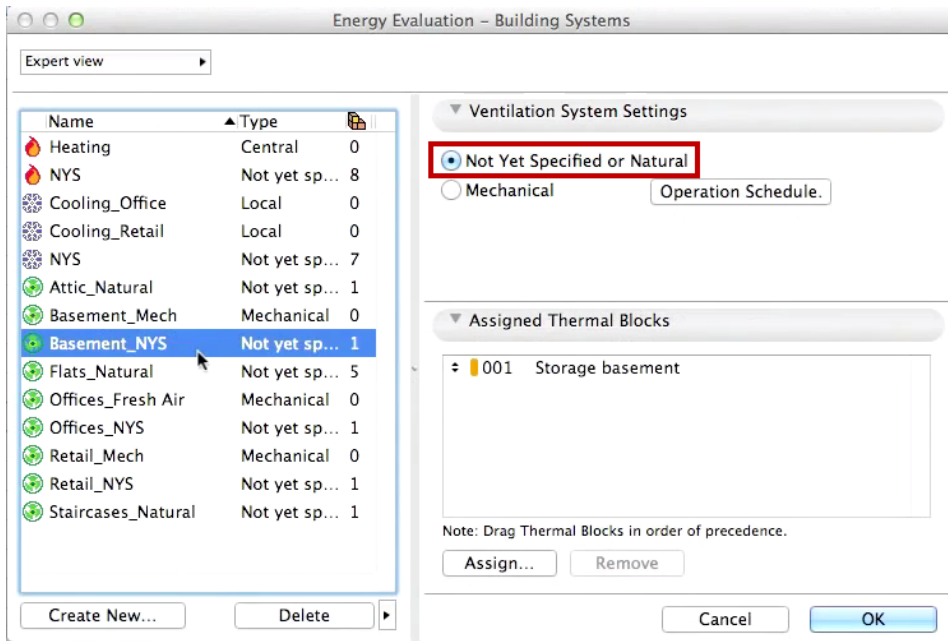 Energy Evaluation – Building Systems
Expert view
Name Type
Heating Central 0
NYS Not yet sp... 8
Cooling_Office Local 0
Cooling_Retail Local 0
NYS Not yet sp... 7
Attic_Natural Not yet sp... 1
Basement_Mech Mechanical 0
Basement_NYS Not yet sp... 1
Flats_Natural Not yet sp... 5
Offices_Fresh Air Mechanical 0
Offices_NYS Not yet sp... 1
Retail_Mech Mechanical 0
Retail_NYS Not yet sp... 1
Staircases_Natural Not yet sp... 1
Create New...
Delete
Ventilation System Settings
Not Yet Specified or Natural
Mechanical
Operation Schedule.
Assigned Thermal Blocks
001 Storage basement
Note: Drag Thermal Blocks in order of precedence.
Assign...
Remove
Cancel
OK